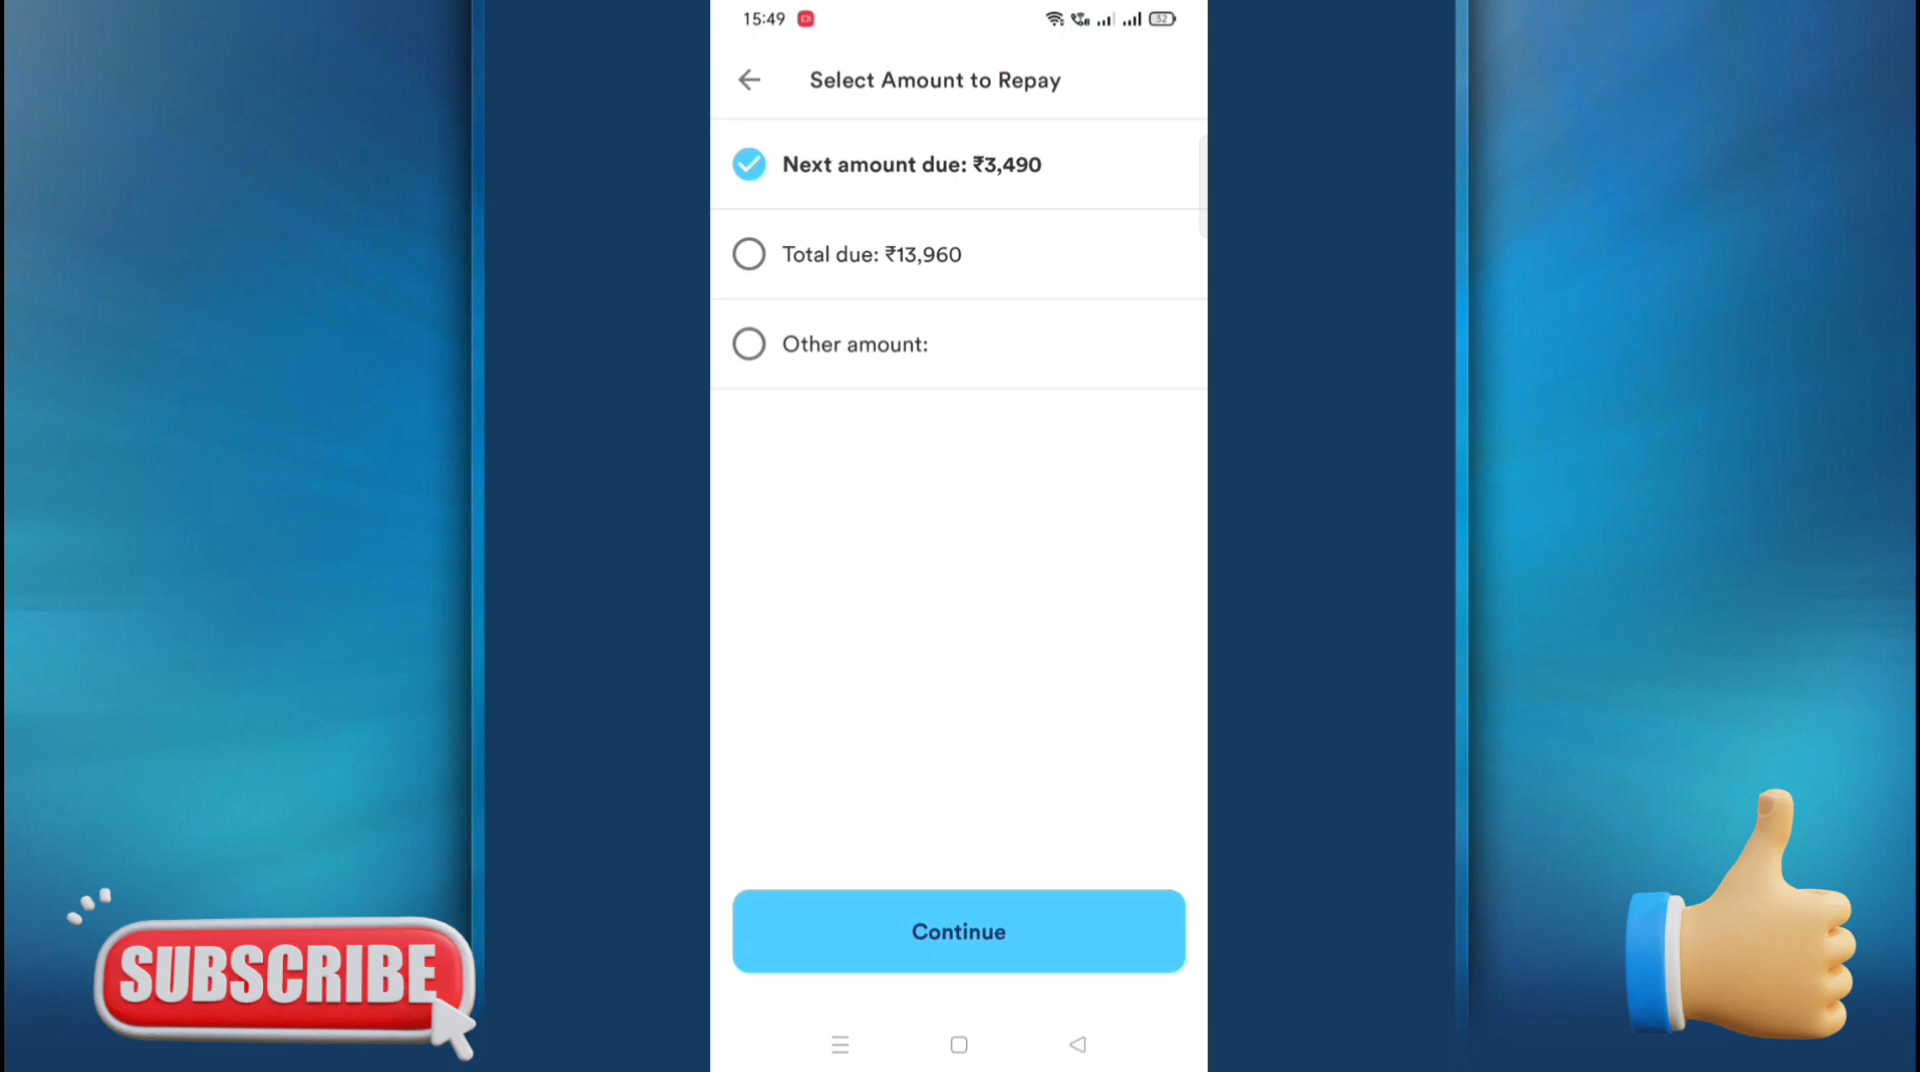 15:49
32
Select Amount to Repay
Next amount due: ₹3,490
Total due: ₹13,960
Other amount:
Continue
SUBSCRIBE